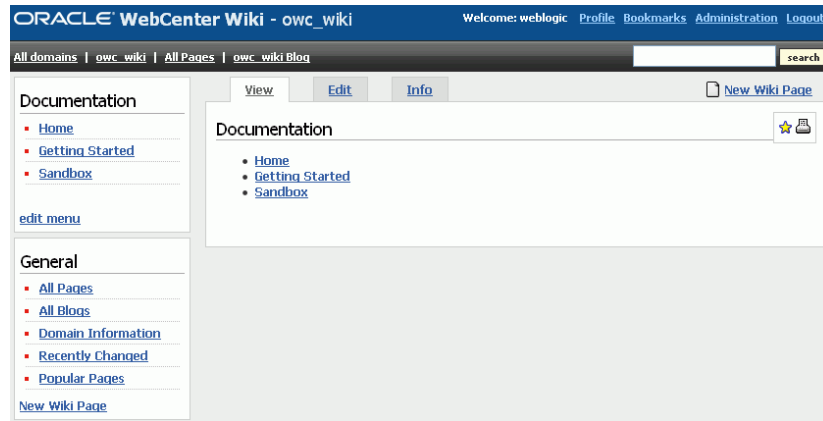 ORACLE WebCenter Wiki - owc_wiki
Welcome: weblogic Profile Bookmarks Administration Logout
All domains | owc_wiki | All Pages | owc_wiki Blog
search
Documentation
Home
Getting Started
Sandbox
edit menu
General
All Pages
All Blogs
Domain Information
Recently Changed
Popular Pages
New Wiki Page
View Edit Info
New Wiki Page
Documentation
Home
Getting Started
Sandbox